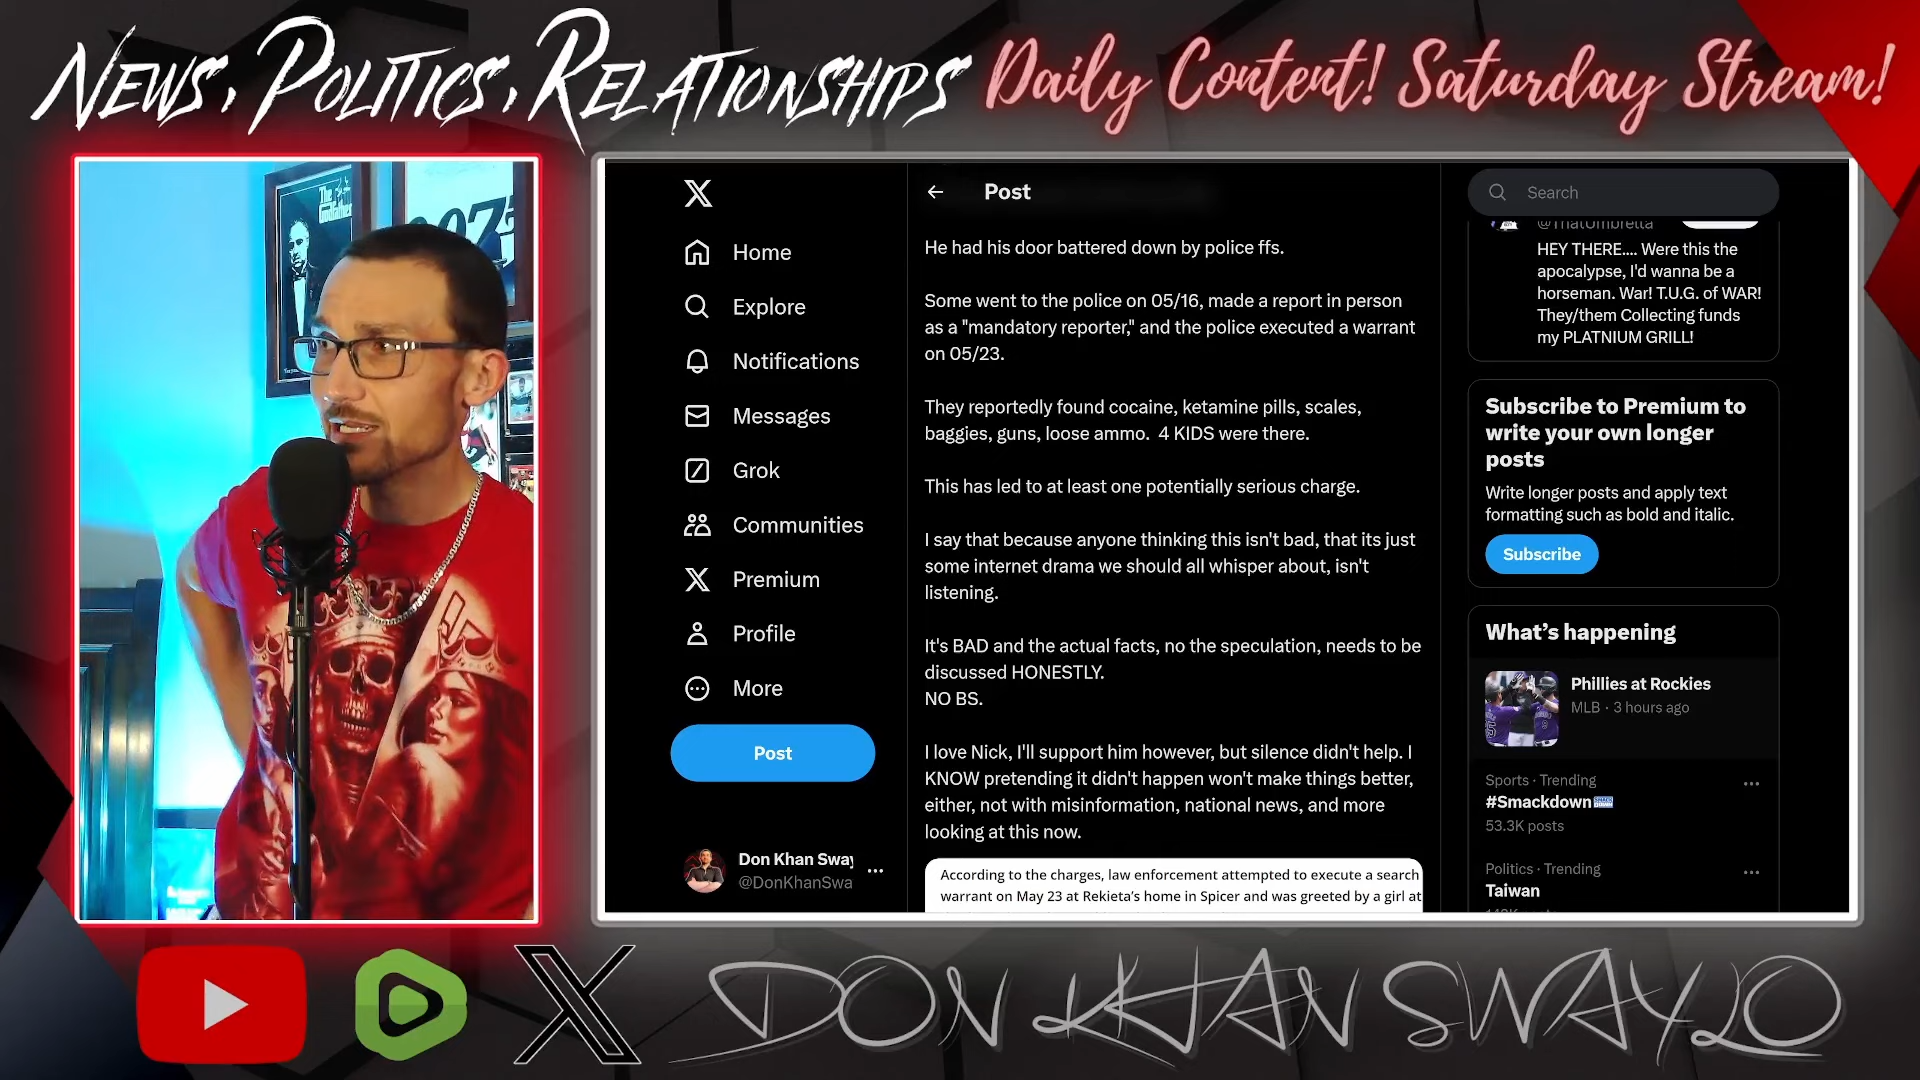 News, Politics, Relationships
Daily Content! Saturday Stream!
The
Godfather
007
X
Home
Explore
Notifications
Messages
Grok
Communities
Premium
Profile
More
Post
Don Khan Sway
@DonKhanSwa
Post
He had his door battered down by police ffs.
Some went to the police on 05/16, made a report in person
as a "mandatory reporter," and the police executed a warrant
on 05/23.
They reportedly found cocaine, ketamine pills, scales,
baggies, guns, loose ammo.  4 KIDS were there.
This has led to at least one potentially serious charge.
I say that because anyone thinking this isn't bad, that its just
some internet drama we should all whisper about, isn't
listening.
It's BAD and the actual facts, no the speculation, needs to be
discussed HONESTLY.
NO BS.
I love Nick, I'll support him however, but silence didn't help. I
KNOW pretending it didn't happen won't make things better,
either, not with misinformation, national news, and more
looking at this now.
According to the charges, law enforcement attempted to execute a search
warrant on May 23 at Rekieta's home in Spicer and was greeted by a girl at
Search
@ThatUmbrella
HEY THERE.... Were this the
apocalypse, I'd wanna be a
horseman. War! T.U.G. of WAR!
They/them Collecting funds
my PLATNIUM GRILL!
Subscribe to Premium to
write your own longer
posts
Write longer posts and apply text
formatting such as bold and italic.
Subscribe
What's happening
Phillies at Rockies
MLB · 3 hours ago
Sports · Trending
#Smackdown
53.3K posts
Politics · Trending
Taiwan
DON KHAN SWAYLO